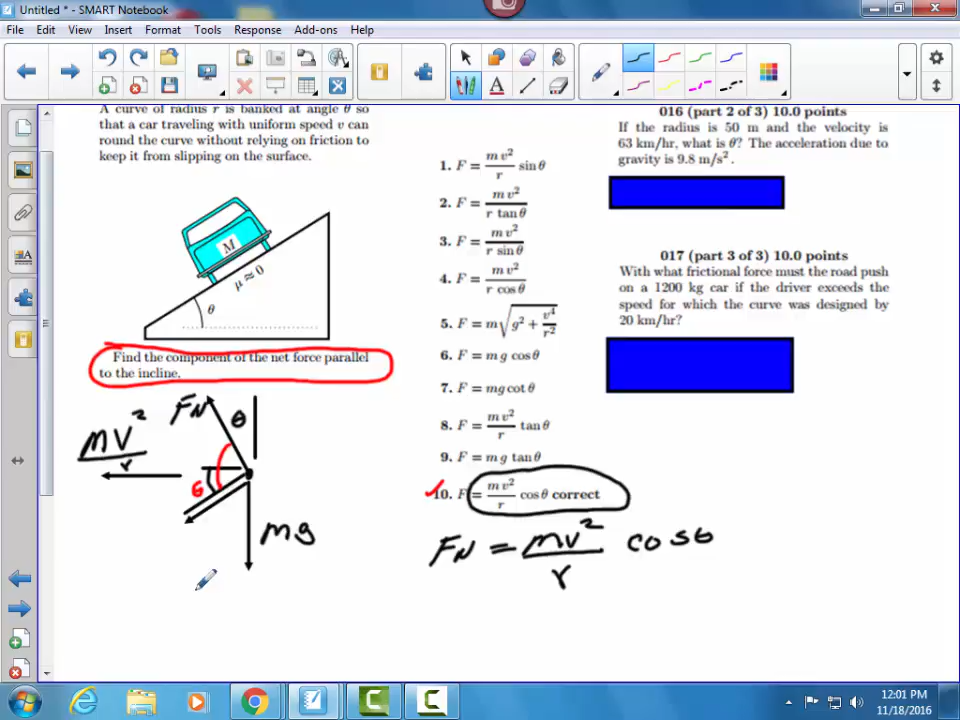 Untitled * - SMART Notebook
File Edit View Insert Format Tools Response Add-ons Help
A curve of radius r is banked at angle θ so
that a car traveling with uniform speed v can
round the curve without relying on friction to
keep it from slipping on the surface.
M
μ ≈ 0
θ
Find the component of the net force parallel
to the incline.
FN
θ
mv²/r
θ
mg
1. F = m v²/r sin θ
2. F = m v²/r tan θ
3. F = m v²/r sin θ
4. F = m v²/r cos θ
5. F = m √(g² + v⁴/r²)
6. F = m g cos θ
7. F = m g cot θ
8. F = m v²/r tan θ
9. F = m g tan θ
10. F = m v²/r cos θ correct
FN = mv²/r cos θ
016 (part 2 of 3) 10.0 points
If the radius is 50 m and the velocity is
63 km/hr, what is θ? The acceleration due to
gravity is 9.8 m/s².
017 (part 3 of 3) 10.0 points
With what frictional force must the road push
on a 1200 kg car if the driver exceeds the
speed for which the curve was designed by
20 km/hr?
12:01 PM
11/18/2016